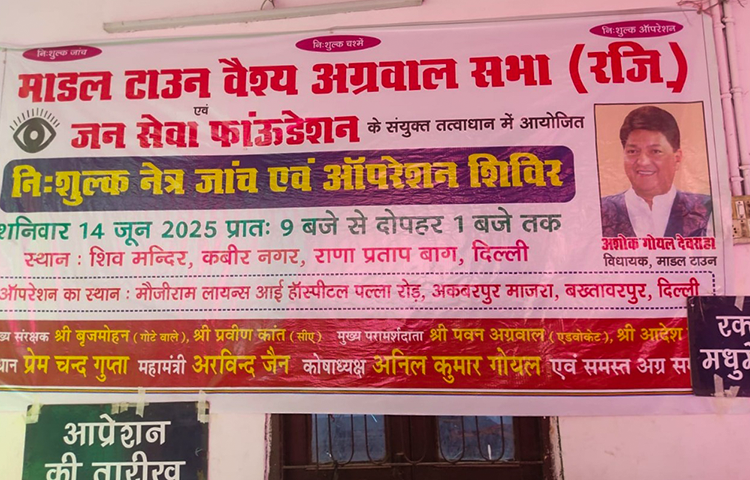 निःशुल्क जांच
निःशुल्क चश्में
निःशुल्क ऑपरेशन
माडल टाउन वैश्य अग्रवाल सभा (रजि.)
एवं
जन सेवा फांऊडेशन के संयुक्त तत्वाधान में आयोजित
निःशुल्क नेत्र जांच एवं ऑपरेशन शिविर
शनिवार 14 जून 2025 प्रातः 9 बजे से दोपहर 1 बजे तक
स्थान : शिव मन्दिर, कबीर नगर, राणा प्रताप बाग, दिल्ली
अशोक गोयल देवराहा
विधायक, माडल टाउन
ऑपरेशन का स्थान : मौजीराम लायन्स आई हॉस्पीटल पल्ला रोड़, अकबरपुर माजरा, बख्तावरपुर, दिल्ली
संरक्षक श्री बृजमोहन (गोटे वाले), श्री प्रवीण कांत (सीए) मुख्य परामर्शदाता श्री पवन अग्रवाल (एडवोकेट), श्री आदेश
प्रेम चन्द गुप्ता महामंत्री अरविन्द जैन कोषाध्यक्ष अनिल कुमार गोयल एवं समस्त अग्र
आप्रेशन
की तारीख